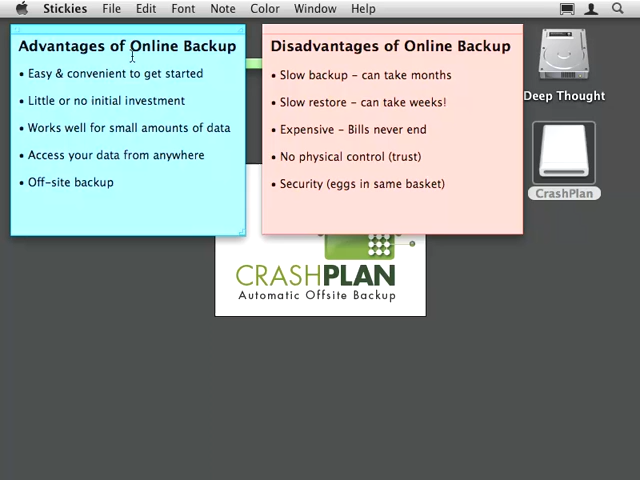 Stickies File Edit Font Note Color Window Help
Advantages of Online Backup
• Easy & convenient to get started
• Little or no initial investment
• Works well for small amounts of data
• Access your data from anywhere
• Off-site backup
Disadvantages of Online Backup
• Slow backup - can take months
• Slow restore - can take weeks!
• Expensive - Bills never end
• No physical control (trust)
• Security (eggs in same basket)
Deep Thought
CrashPlan
CRASHPLAN
Automatic Offsite Backup